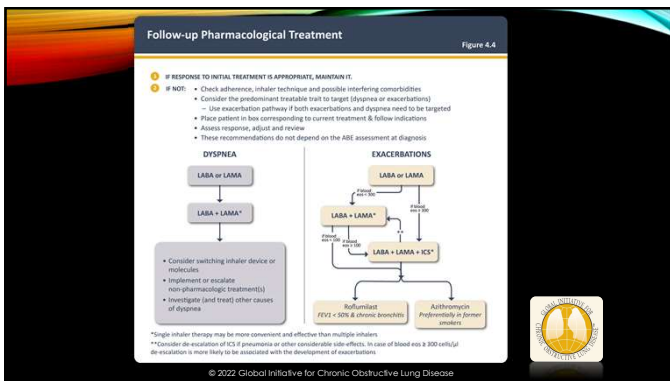 Follow-up Pharmacological Treatment
Figure 4.4
1 IF RESPONSE TO INITIAL TREATMENT IS APPROPRIATE, MAINTAIN IT.
2 IF NOT: • Check adherence, inhaler technique and possible interfering comorbidities
• Consider the predominant treatable trait to target (dyspnea or exacerbations)
– Use exacerbation pathway if both exacerbations and dyspnea need to be targeted
• Place patient in box corresponding to current treatment & follow indications
• Assess response, adjust and review
• These recommendations do not depend on the ABE assessment at diagnosis
DYSPNEA
LABA or LAMA
LABA + LAMA*
• Consider switching inhaler device or
molecules
• Implement or escalate
non-pharmacologic treatment(s)
• Investigate (and treat) other causes
of dyspnea
EXACERBATIONS
LABA or LAMA
if blood
eos < 300
if blood
eos ≥ 300
LABA + LAMA*
if blood
eos < 100
if blood
eos ≥ 100
**
LABA + LAMA + ICS*
Roflumilast
FEV1 < 50% & chronic bronchitis
Azithromycin
Preferentially in former
smokers
*Single inhaler therapy may be more convenient and effective than multiple inhalers
**Consider de-escalation of ICS if pneumonia or other considerable side-effects. In case of blood eos ≥ 300 cells/µl
de-escalation is more likely to be associated with the development of exacerbations
GLOBAL INITIATIVE FOR
CHRONIC OBSTRUCTIVE LUNG DISEASE
© 2022 Global Initiative for Chronic Obstructive Lung Disease